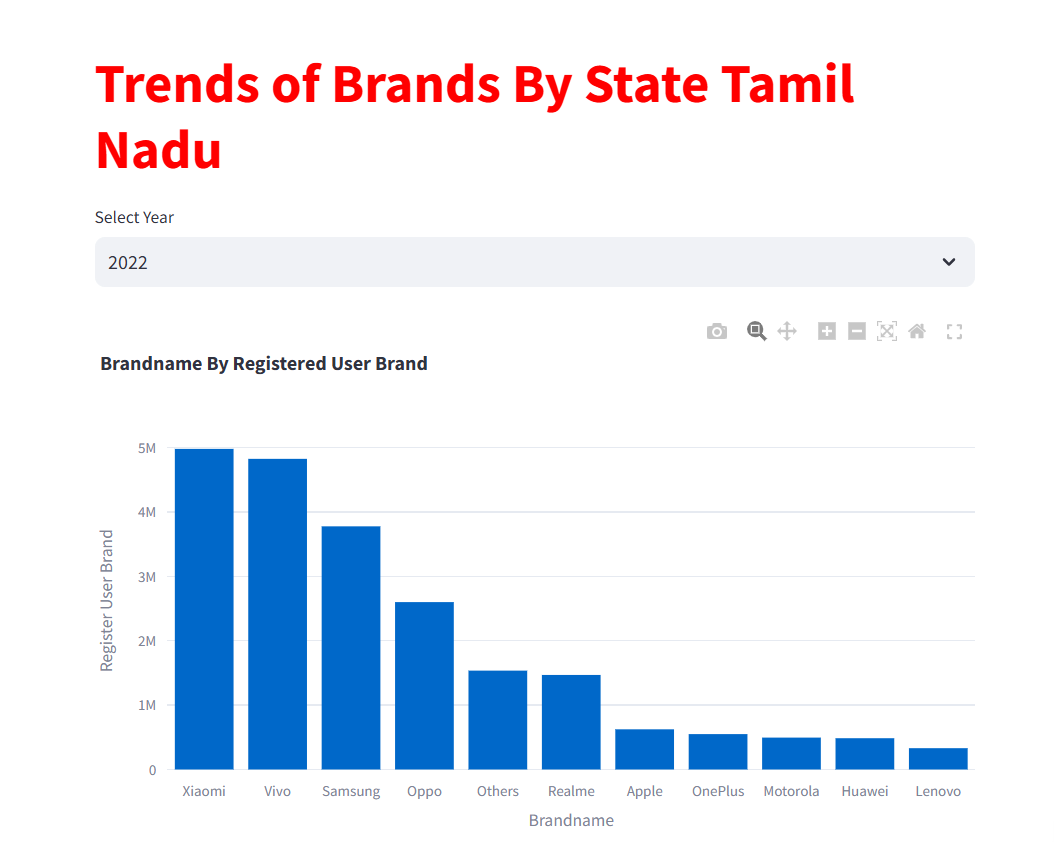 Trends of Brands By State Tamil
Nadu
Select Year
2022
Brandname By Registered User Brand
5M
4M
3M
2M
1M
0
Register User Brand
Xiaomi Vivo Samsung Oppo Others Realme Apple OnePlus Motorola Huawei Lenovo
Brandname